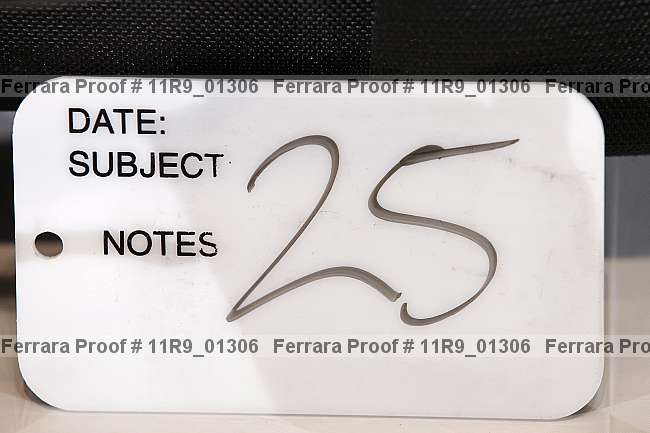 Ferrara Proof # 11R9_01306 Ferrara Proof # 11R9_01306 Ferrara Pro
DATE:
SUBJECT
25
NOTES
Ferrara Proof # 11R9_01306 Ferrara Proof # 11R9_01306 Ferrara Pro